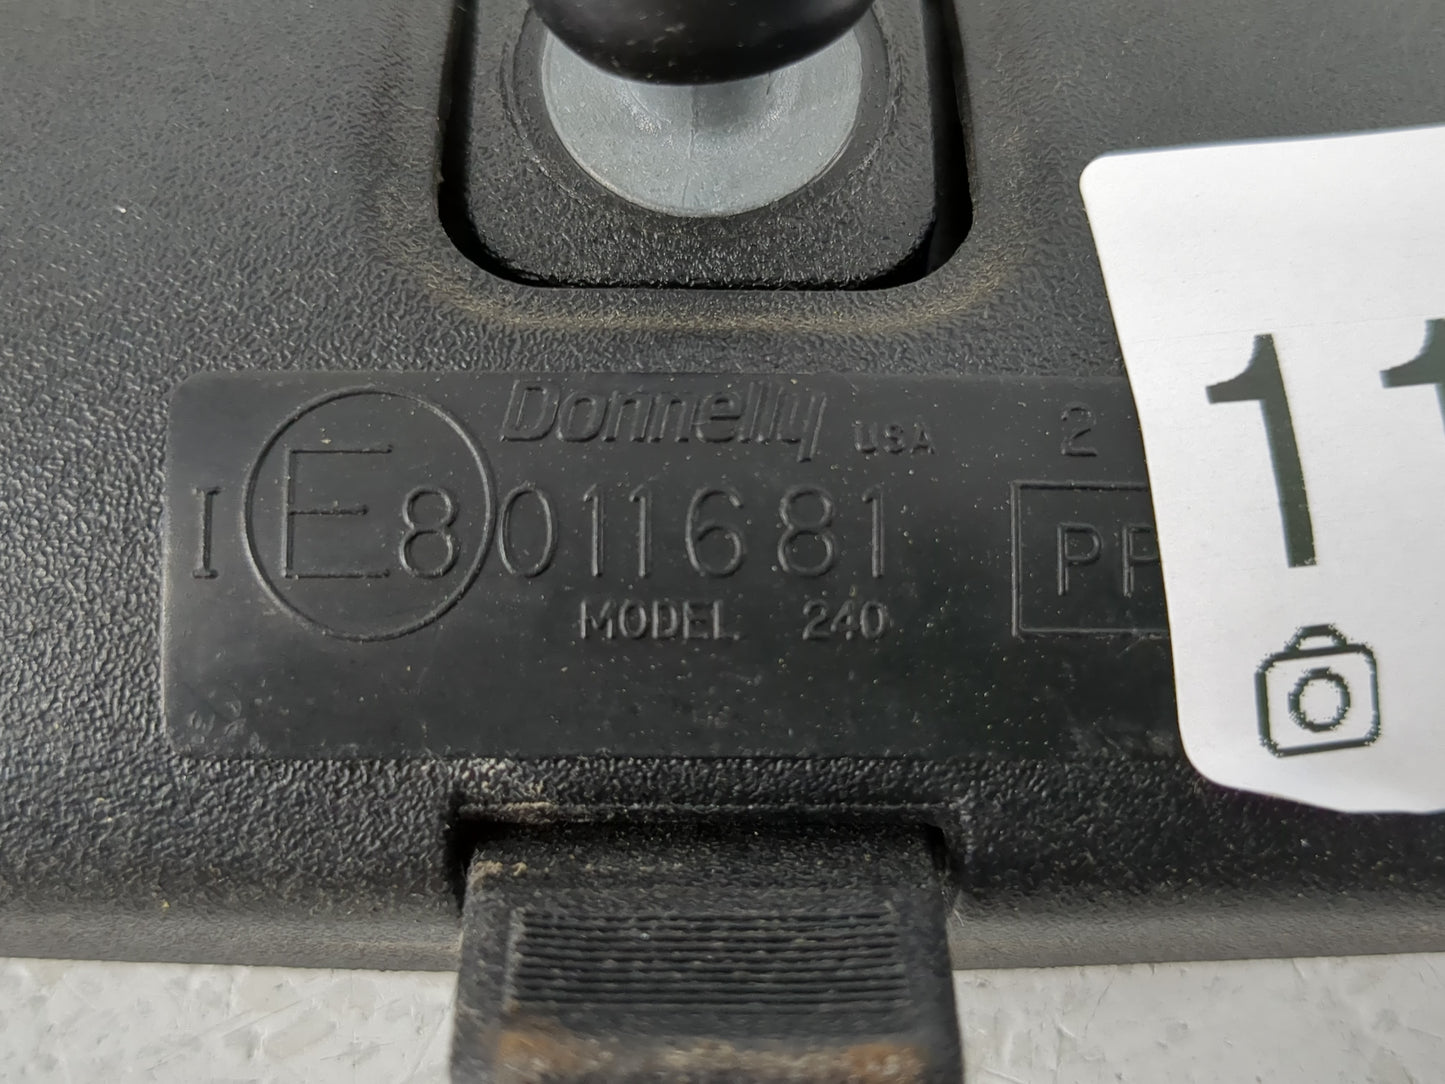 Donnelly USA 2
I E8 011681 PP
MODEL 240
11